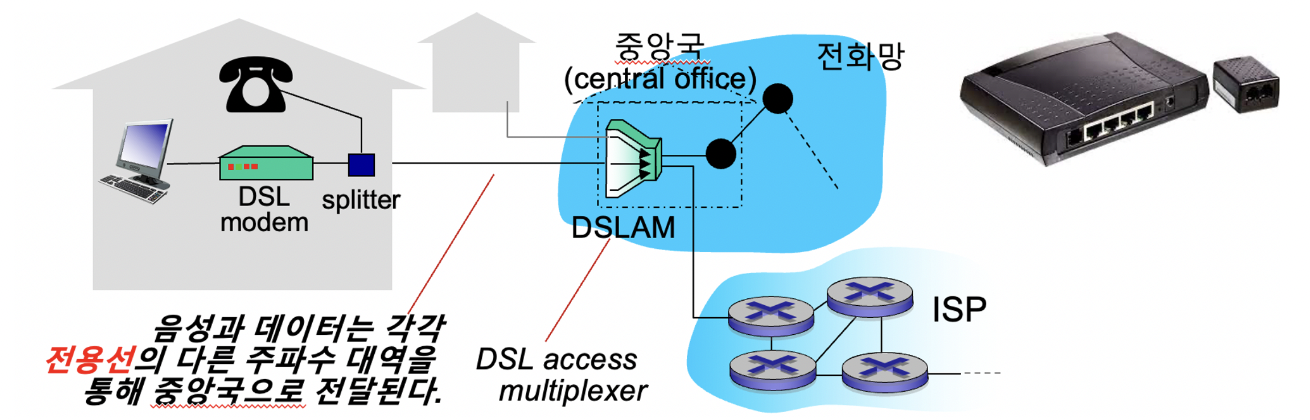 중앙국
(central office)
전화망
DSL
modem
splitter
DSLAM
ISP
음성과 데이터는 각각
전용선의 다른 주파수 대역을
통해 중앙국으로 전달된다.
DSL access
multiplexer